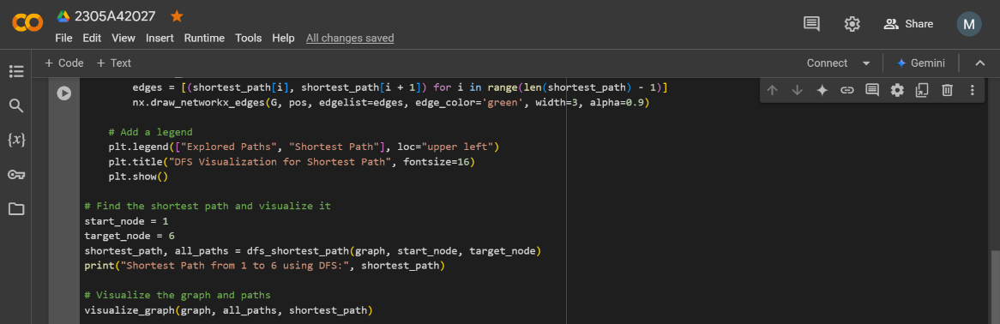 2305A42027
File Edit View Insert Runtime Tools Help All changes saved
Share
M
+ Code + Text
Connect
Gemini
{x}
edges = [(shortest_path[i], shortest_path[i + 1]) for i in range(len(shortest_path) - 1)]
nx.draw_networkx_edges(G, pos, edgelist=edges, edge_color='green', width=3, alpha=0.9)
# Add a legend
plt.legend(["Explored Paths", "Shortest Path"], loc="upper left")
plt.title("DFS Visualization for Shortest Path", fontsize=16)
plt.show()
# Find the shortest path and visualize it
start_node = 1
target_node = 6
shortest_path, all_paths = dfs_shortest_path(graph, start_node, target_node)
print("Shortest Path from 1 to 6 using DFS:", shortest_path)
# Visualize the graph and paths
visualize_graph(graph, all_paths, shortest_path)